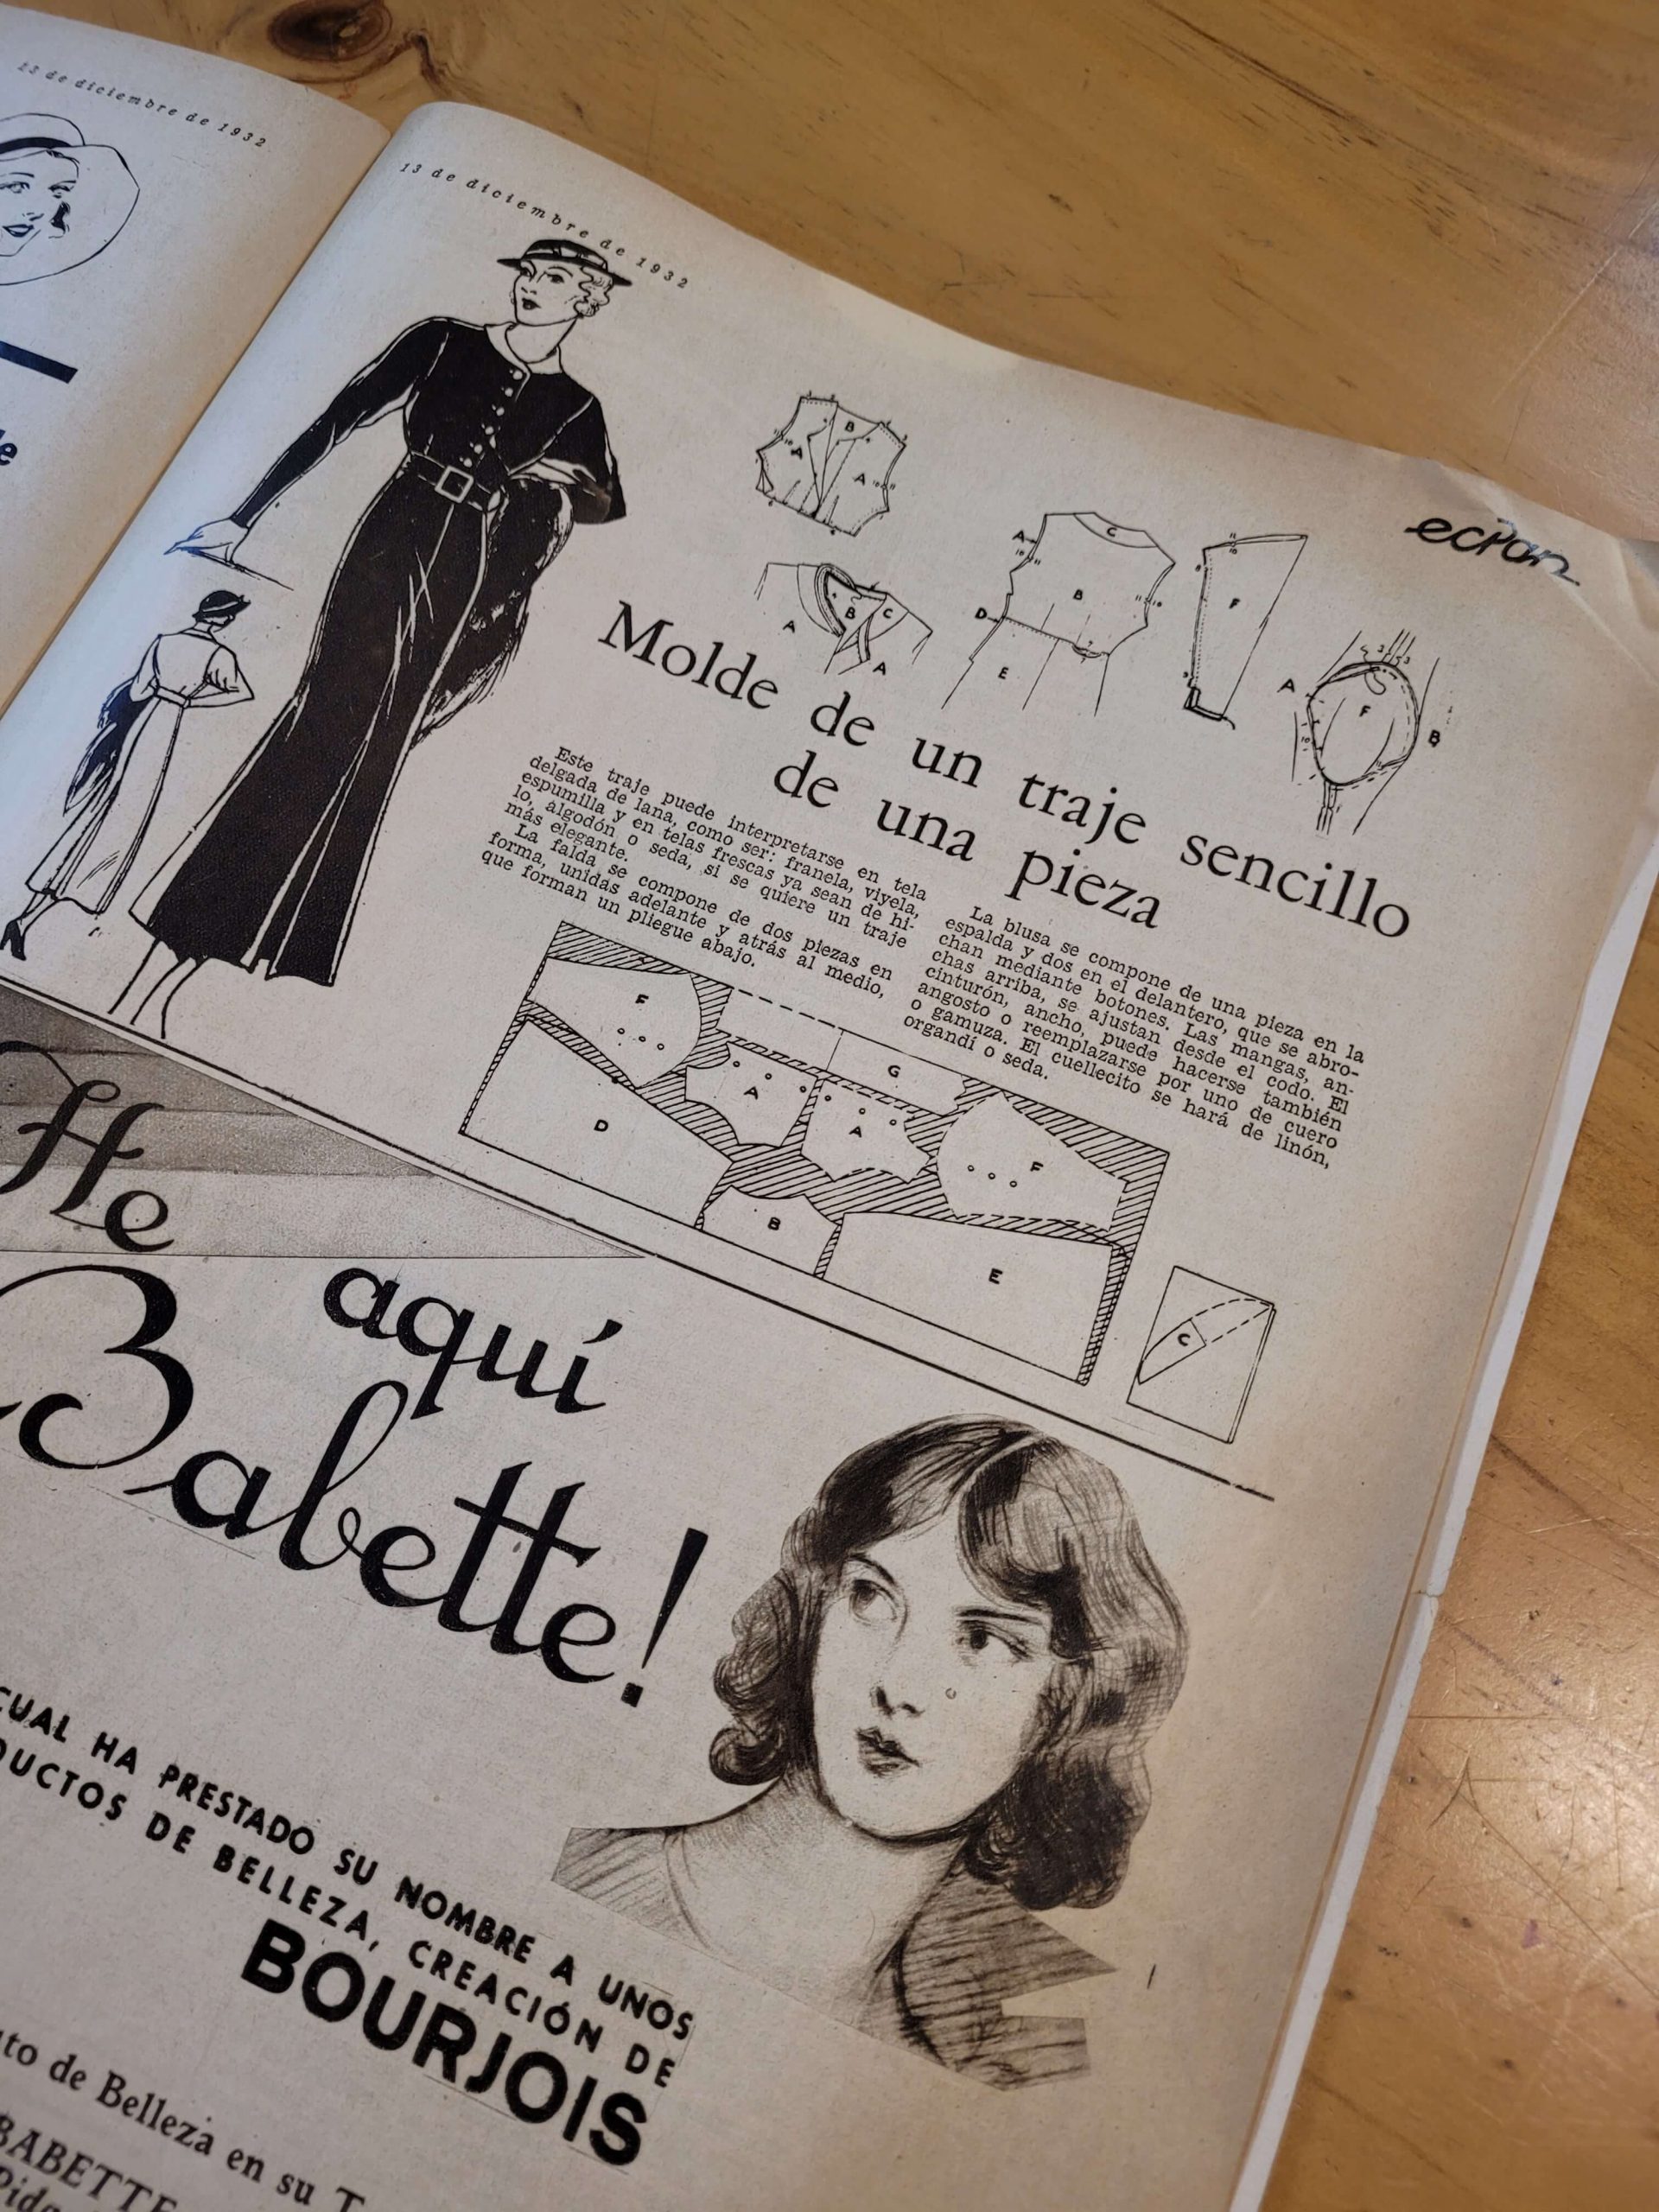 13 de diciembre de 1932
13 de diciembre de 1932
ecran
Molde de un traje sencillo
de una pieza
Este traje puede interpretarse en tela
delgada de lana, como ser: franela, viyela,
espumilla y en telas frescas ya sean de hi-
lo, algodón o seda, si se quiere un traje
más elegante.
La falda se compone de dos piezas en
forma, unidas adelante y atrás al medio,
que forman un pliegue abajo.
La blusa se compone de una pieza en la
espalda y dos en el delantero, que se abro-
chan mediante botones. Las mangas, an-
chas arriba, se ajustan desde el codo. El
cinturón, ancho, puede hacerse también
angosto o reemplazarse por uno de cuero
o gamuza. El cuellecito se hará de linón,
organdí o seda.
A
B
A
A
B
C
A
A
C
B
D
E
F
A
F
B
F
D
A
G
A
F
B
E
C
aquí
Babette!
CUAL HA PRESTADO SU NOMBRE A UNOS
DUCTOS DE BELLEZA, CREACIÓN DE
BOURJOIS
de Belleza en su
BABETTE